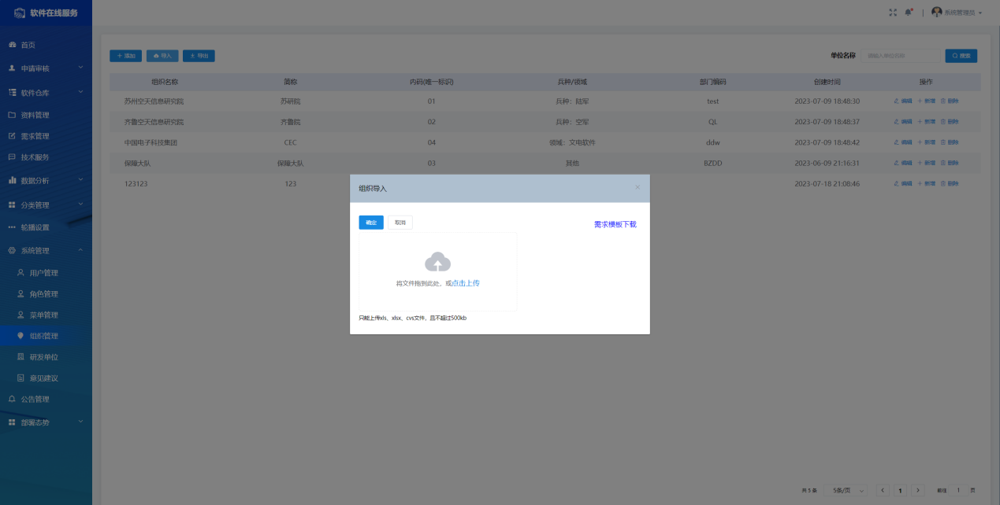 软件在线服务
系统管理员
首页
申请审核
软件仓库
资料管理
需求管理
技术服务
数据分析
分类管理
轮播设置
系统管理
用户管理
角色管理
菜单管理
组织管理
研发单位
意见建议
公告管理
部署态势
+ 添加 导入 导出 单位名称 请输入单位名称 搜索
组织名称 简称 内码(唯一标识) 兵种/领域 部门编码 创建时间 操作
苏州空天信息研究院 苏研院 01 兵种：陆军 test 2023-07-09 18:48:30 编辑 + 新增 删除
齐鲁空天信息研究院 齐鲁院 02 兵种：空军 QL 2023-07-09 18:48:37 编辑 + 新增 删除
中国电子科技集团 CEC 04 领域：文电软件 ddw 2023-07-09 18:48:42 编辑 + 新增 删除
保障大队 保障大队 03 其他 BZDD 2023-06-09 21:16:31 编辑 + 新增 删除
123123 123 2023-07-18 21:08:46 编辑 + 新增 删除
组织导入
确定 取消 需求模板下载
将文件拖到此处，或点击上传
只能上传xls、xlsx、cvs文件，且不超过500kb
共 5 条 5条/页 1 前往 1 页